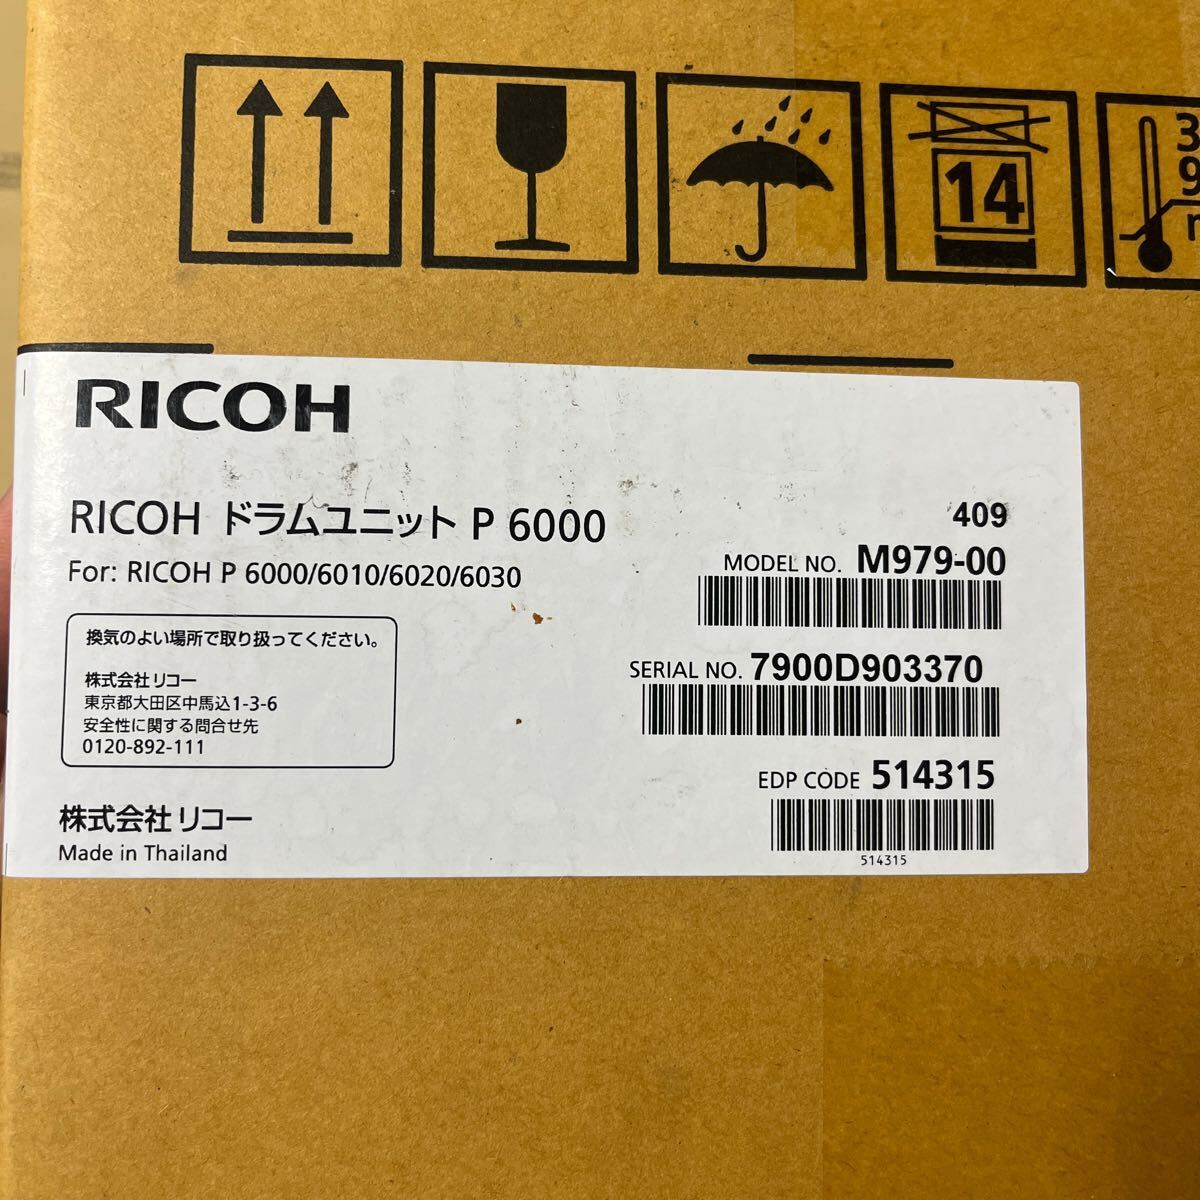 14
3
9
RICOH
RICOH ドラムユニット P 6000
For: RICOH P 6000/6010/6020/6030
換気のよい場所で取り扱ってください。
株式会社リコー
東京都大田区中馬込1-3-6
安全性に関する問合せ先
0120-892-111
株式会社リコー
Made in Thailand
409
MODEL NO. M979-00
SERIAL NO. 7900D903370
EDP CODE 514315
514315